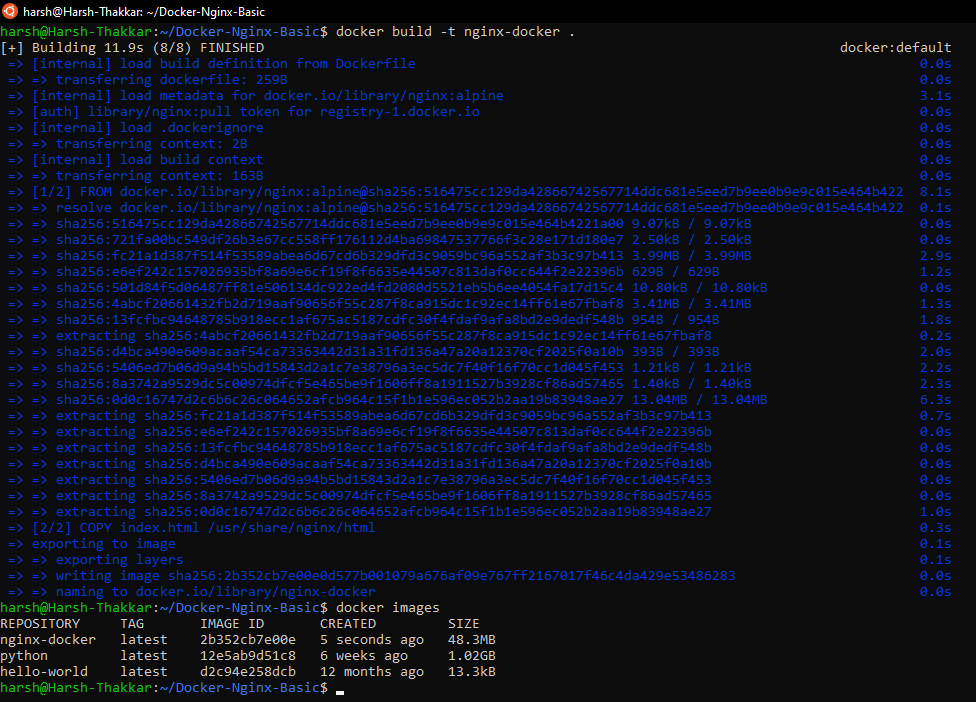 harsh@Harsh-Thakkar: ~/Docker-Nginx-Basic
harsh@Harsh-Thakkar:~/Docker-Nginx-Basic$ docker build -t nginx-docker .
[+] Building 11.9s (8/8) FINISHED docker:default
=> [internal] load build definition from Dockerfile 0.0s
=> => transferring dockerfile: 259B 0.0s
=> [internal] load metadata for docker.io/library/nginx:alpine 3.1s
=> [auth] library/nginx:pull token for registry-1.docker.io 0.0s
=> [internal] load .dockerignore 0.0s
=> => transferring context: 2B 0.0s
=> [internal] load build context 0.0s
=> => transferring context: 163B 0.0s
=> [1/2] FROM docker.io/library/nginx:alpine@sha256:516475cc129da42866742567714ddc681e5eed7b9ee0b9e9c015e464b422 8.1s
=> => resolve docker.io/library/nginx:alpine@sha256:516475cc129da42866742567714ddc681e5eed7b9ee0b9e9c015e464b422 0.1s
=> => sha256:516475cc129da42866742567714ddc681e5eed7b9ee0b9e9c015e464b4221a00 9.07kB / 9.07kB 0.0s
=> => sha256:721fa00bc549df26b3e67cc558ff176112d4ba69847537766f3c28e171d180e7 2.50kB / 2.50kB 0.0s
=> => sha256:fc21a1d387f514f53589abea6d67cd6b329dfd3c9059bc96a552af3b3c97b413 3.99MB / 3.99MB 2.9s
=> => sha256:e6ef242c157026935bf8a69e6cf19f8f6635e44507c813daf0cc644f2e22396b 629B / 629B 1.2s
=> => sha256:501d84f5d06487ff81e506134dc922ed4fd2080d5521eb5b6ee4054fa17d15c4 10.80kB / 10.80kB 0.0s
=> => sha256:4abcf20661432fb2d719aaf90656f55c287f8ca915dc1c92ec14ff61e67fbaf8 3.41MB / 3.41MB 1.3s
=> => sha256:13fcfbc94648785b918ecc1af675ac5187cdfc30f4fdaf9afa8bd2e9dedf548b 954B / 954B 1.8s
=> => extracting sha256:4abcf20661432fb2d719aaf90656f55c287f8ca915dc1c92ec14ff61e67fbaf8 0.2s
=> => sha256:d4bca490e609acaaf54ca73363442d31a31fd136a47a20a12370cf2025f0a10b 393B / 393B 2.0s
=> => sha256:5406ed7b06d9a94b5bd15843d2a1c7e38796a3ec5dc7f40f16f70cc1d045f453 1.21kB / 1.21kB 2.2s
=> => sha256:8a3742a9529dc5c00974dfcf5e465be9f1606ff8a1911527b3928cf86ad57465 1.40kB / 1.40kB 2.3s
=> => sha256:0d0c16747d2c6b6c26c064652afcb964c15f1b1e596ec052b2aa19b83948ae27 13.04MB / 13.04MB 6.3s
=> => extracting sha256:fc21a1d387f514f53589abea6d67cd6b329dfd3c9059bc96a552af3b3c97b413 0.7s
=> => extracting sha256:e6ef242c157026935bf8a69e6cf19f8f6635e44507c813daf0cc644f2e22396b 0.0s
=> => extracting sha256:13fcfbc94648785b918ecc1af675ac5187cdfc30f4fdaf9afa8bd2e9dedf548b 0.0s
=> => extracting sha256:d4bca490e609acaaf54ca73363442d31a31fd136a47a20a12370cf2025f0a10b 0.0s
=> => extracting sha256:5406ed7b06d9a94b5bd15843d2a1c7e38796a3ec5dc7f40f16f70cc1d045f453 0.0s
=> => extracting sha256:8a3742a9529dc5c00974dfcf5e465be9f1606ff8a1911527b3928cf86ad57465 0.0s
=> => extracting sha256:0d0c16747d2c6b6c26c064652afcb964c15f1b1e596ec052b2aa19b83948ae27 1.0s
=> [2/2] COPY index.html /usr/share/nginx/html 0.3s
=> exporting to image 0.1s
=> => exporting layers 0.1s
=> => writing image sha256:2b352cb7e00e0d577b001079a676af09e767ff2167017f46c4da429e53486283 0.0s
=> => naming to docker.io/library/nginx-docker 0.0s
harsh@Harsh-Thakkar:~/Docker-Nginx-Basic$ docker images
REPOSITORY TAG IMAGE ID CREATED SIZE
nginx-docker latest 2b352cb7e00e 5 seconds ago 48.3MB
python latest 12e5ab9d51c8 6 weeks ago 1.02GB
hello-world latest d2c94e258dcb 12 months ago 13.3kB
harsh@Harsh-Thakkar:~/Docker-Nginx-Basic$